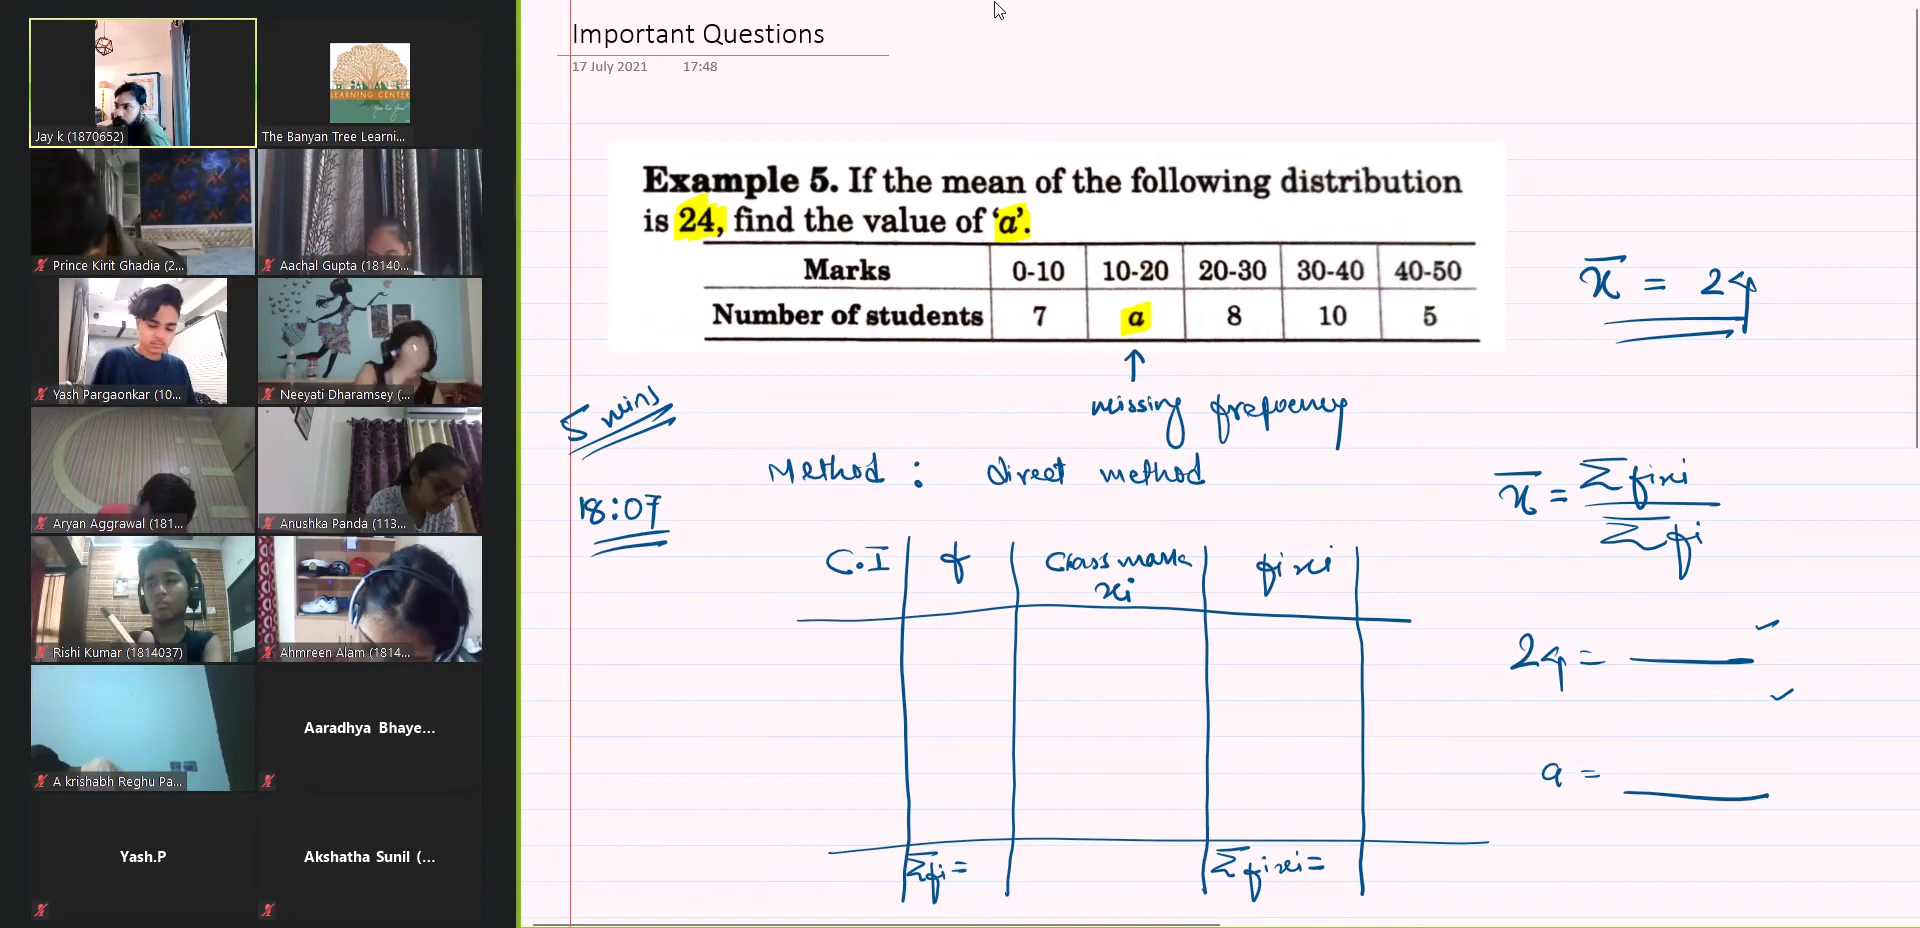 Jay k (1870652)
LEARNING CENTER
The Banyan Tree Learni...
Prince Kirit Ghadia (2...
Aachal Gupta (18140...
Yash Pargaonkar (10...
Neeyati Dharamsey (...
Aryan Aggrawal (181...
Anushka Panda (113...
Rishi Kumar (1814037)
Ahmreen Alam (1814...
A krishabh Reghu Pa...
Aaradhya Bhaye...
Yash.P
Akshatha Sunil (...
Important Questions
17 July 2021 17:48
Example 5. If the mean of the following distribution
is 24, find the value of ‘a’.
Marks 0-10 10-20 20-30 30-40 40-50
Number of students 7 a 8 10 5
x̄ = 24
↑
missing frequency
5 mins
Method : direct method
18:07
x̄ = Σfixi / Σfi
C.I f Class mark xi fixi
24 =
a =
Σfi = Σfixi =